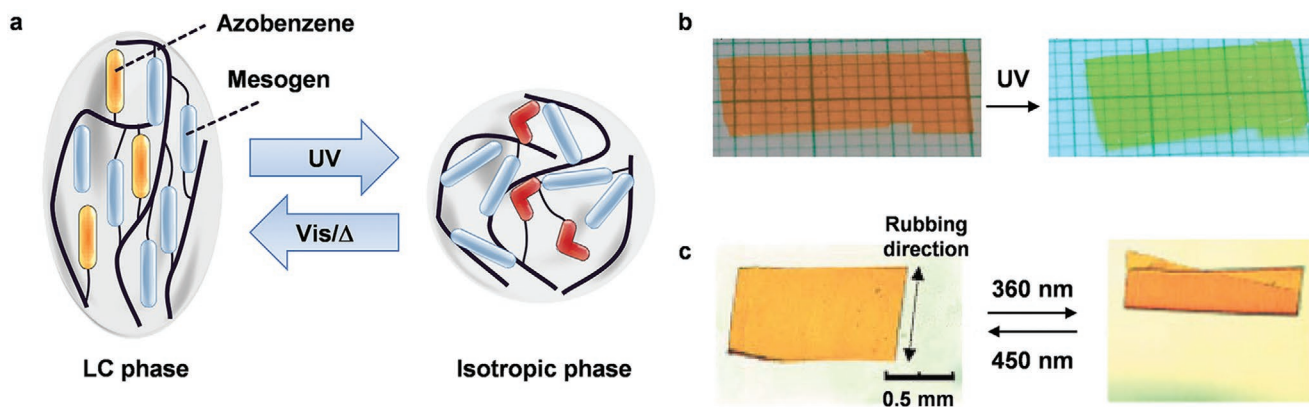 a
Azobenzene
Mesogen
UV
Vis/Δ
LC phase
Isotropic phase
b
UV
c
Rubbing
direction
0.5 mm
360 nm
450 nm